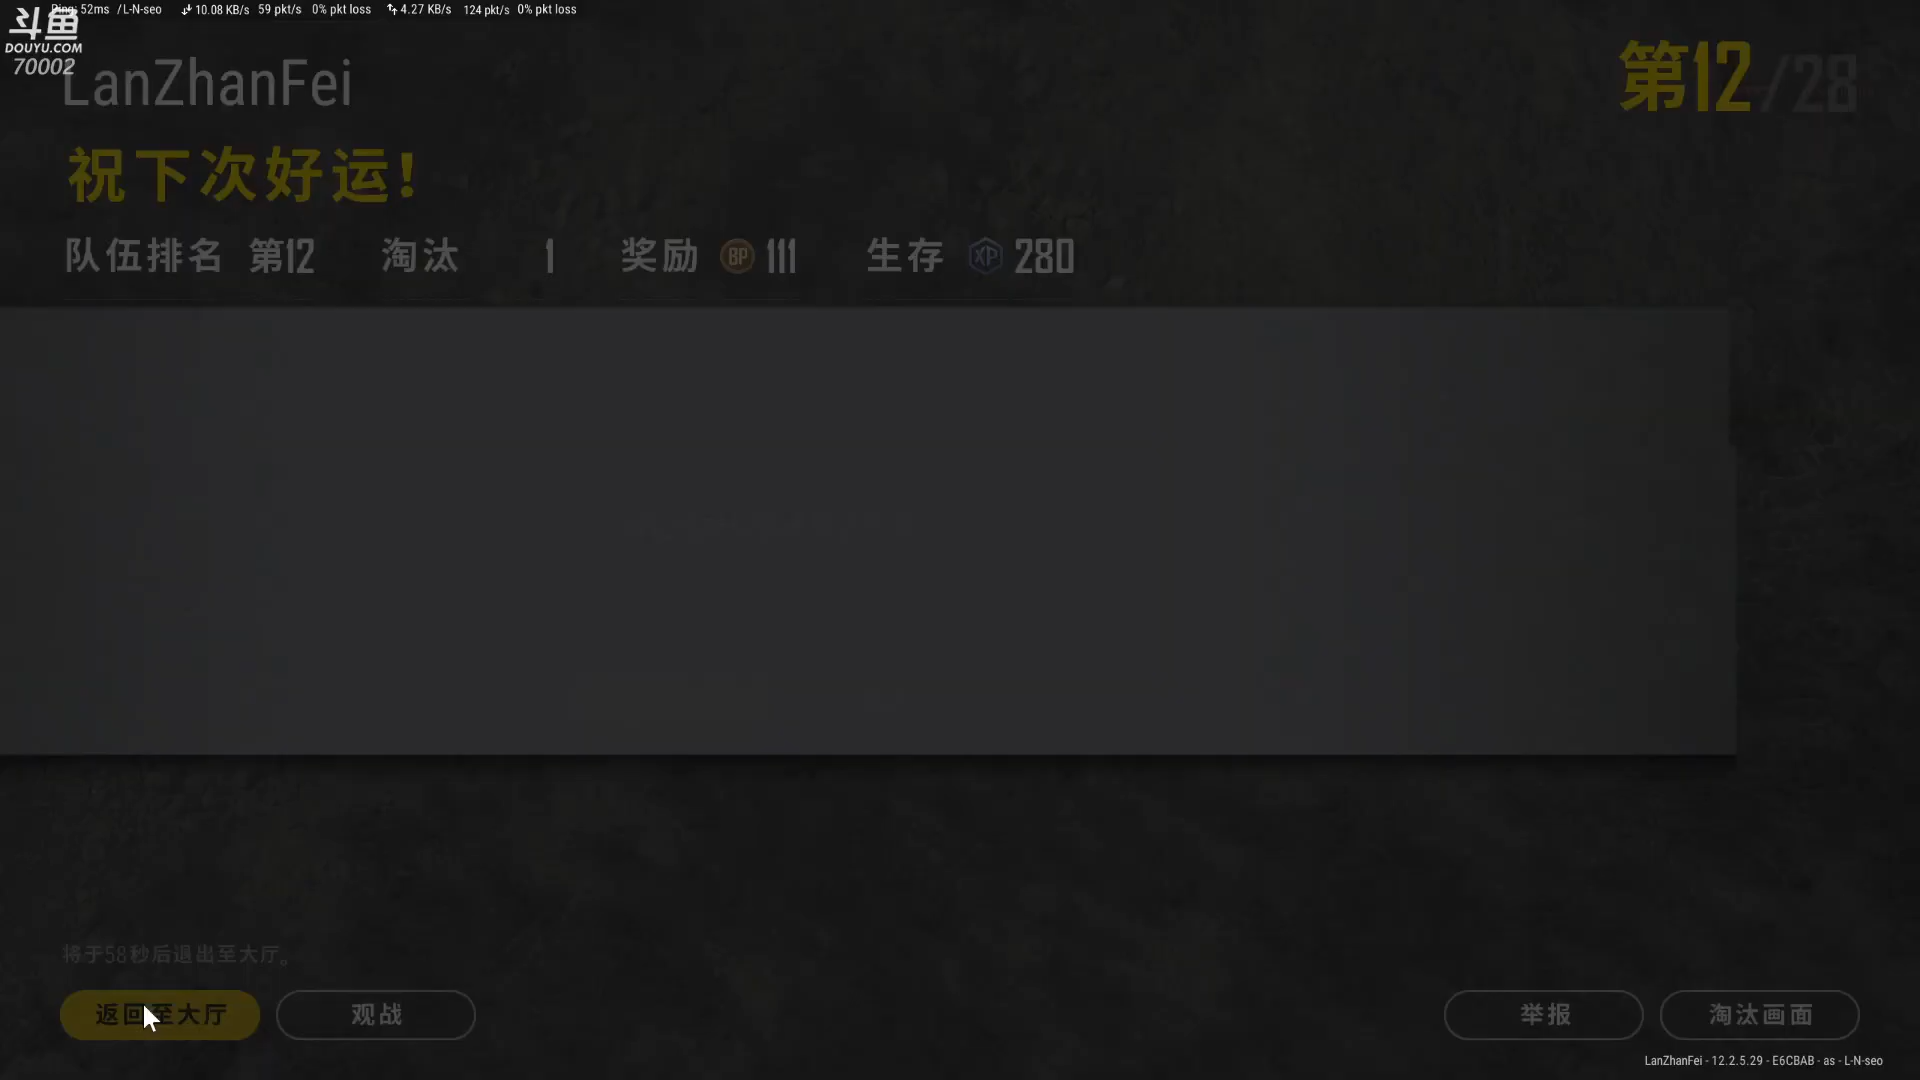 斗鱼
DOUYU.COM
70002
Ping: 52ms /L-N-seo 10.08 KB/s 59 pkt/s 0% pkt loss 4.27 KB/s 124 pkt/s 0% pkt loss
LanZhanFei
第12/28
祝下次好运!
队伍排名 第12 淘汰 1 奖励 BP 111 生存 XP 280
将于58秒后退出至大厅。
返回至大厅 观战 举报 淘汰画面
LanZhanFei - 12.2.5.29 - E6CBAB - as - L-N-seo